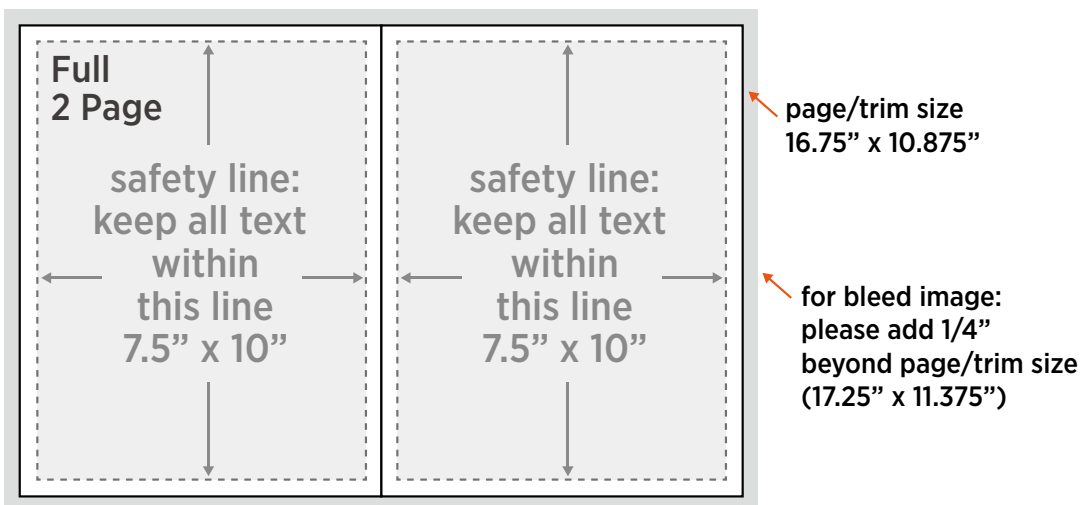 Full
2 Page
safety line:
keep all text
within
this line
7.5” x 10”
safety line:
keep all text
within
this line
7.5” x 10”
page/trim size
16.75” x 10.875”
for bleed image:
please add 1/4”
beyond page/trim size
(17.25” x 11.375”)